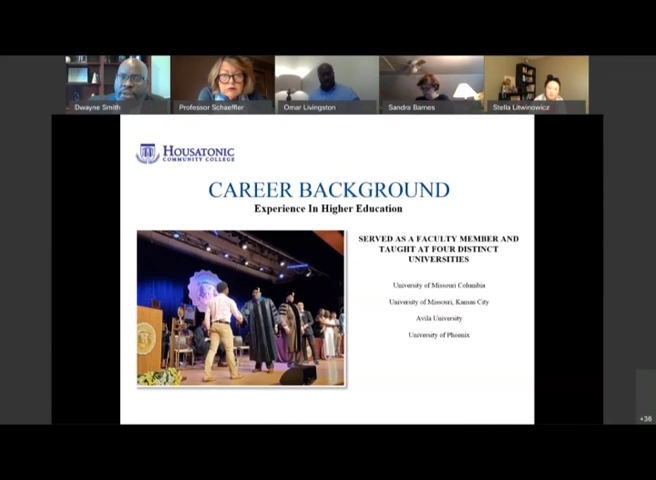 Dwayne Smith
Professor Schaeffler
Omar Livingston
Sandra Barnes
Stella Litwinowicz
HOUSATONIC
COMMUNITY COLLEGE
CAREER BACKGROUND
Experience In Higher Education
SERVED AS A FACULTY MEMBER AND
TAUGHT AT FOUR DISTINCT
UNIVERSITIES
University of Missouri Columbia
University of Missouri, Kansas City
Avila University
University of Phoenix
+36